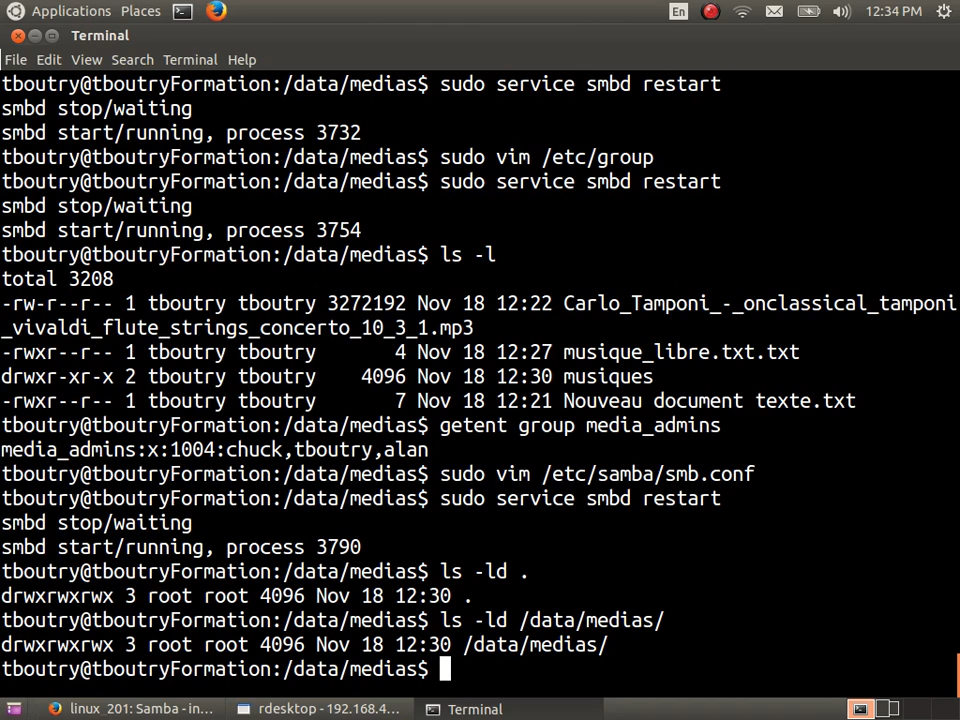 Applications Places En 12:34 PM
Terminal
File Edit View Search Terminal Help
tboutry@tboutryFormation:/data/medias$ sudo service smbd restart
smbd stop/waiting
smbd start/running, process 3732
tboutry@tboutryFormation:/data/medias$ sudo vim /etc/group
tboutry@tboutryFormation:/data/medias$ sudo service smbd restart
smbd stop/waiting
smbd start/running, process 3754
tboutry@tboutryFormation:/data/medias$ ls -l
total 3208
-rw-r--r-- 1 tboutry tboutry 3272192 Nov 18 12:22 Carlo_Tamponi_-_onclassical_tamponi
_vivaldi_flute_strings_concerto_10_3_1.mp3
-rwxr--r-- 1 tboutry tboutry       4 Nov 18 12:27 musique_libre.txt.txt
drwxr-xr-x 2 tboutry tboutry    4096 Nov 18 12:30 musiques
-rwxr--r-- 1 tboutry tboutry       7 Nov 18 12:21 Nouveau document texte.txt
tboutry@tboutryFormation:/data/medias$ getent group media_admins
media_admins:x:1004:chuck,tboutry,alan
tboutry@tboutryFormation:/data/medias$ sudo vim /etc/samba/smb.conf
tboutry@tboutryFormation:/data/medias$ sudo service smbd restart
smbd stop/waiting
smbd start/running, process 3790
tboutry@tboutryFormation:/data/medias$ ls -ld .
drwxrwxrwx 3 root root 4096 Nov 18 12:30 .
tboutry@tboutryFormation:/data/medias$ ls -ld /data/medias/
drwxrwxrwx 3 root root 4096 Nov 18 12:30 /data/medias/
tboutry@tboutryFormation:/data/medias$
linux_201: Samba - in... rdesktop - 192.168.4... Terminal